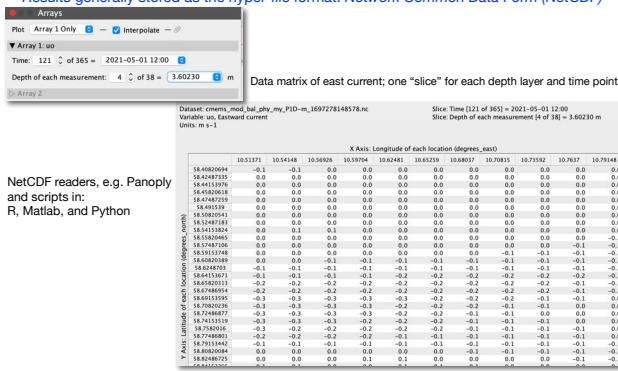 Results generally stored as the hyper file format: Network Common Data Form (NetCDF)
Arrays
Plot Array 1 Only Interpolate
Array 1: uo
Time: 121 of 365 = 2021-05-01 12:00
Depth of each measurement: 4 of 38 = 3.60230 m
Array 2
Data matrix of east current; one “slice” for each depth layer and time point
Dataset: cmems_mod_bal_phy_my_P1D-m_1697278148578.nc Slice: Time [121 of 365] = 2021-05-01 12:00
Variable: uo, Eastward current Slice: Depth of each measurement [4 of 38] = 3.60230 m
Units: m s-1
X Axis: Longitude of each location (degrees_east)
10.51371 10.54148 10.56926 10.59704 10.62481 10.65259 10.68037 10.70815 10.73592 10.7637 10.79148
58.40820694 -0.1 -0.1 0.0 0.0 0.0 0.0 0.0 0.0 0.0 0.0 0.
58.42487335 0.0 0.0 0.0 0.0 0.0 0.0 0.0 0.0 0.0 0.0 0.
58.44153976 0.0 0.0 0.0 0.0 0.0 0.0 0.0 0.0 0.0 0.0 0.
58.45820618 0.0 0.0 0.0 0.0 0.0 0.0 0.0 0.0 0.0 0.0 0.
58.47487259 0.0 0.0 0.0 0.0 0.0 0.0 0.0 0.0 0.0 0.0 0.
58.491539 0.0 0.0 0.0 0.0 0.0 0.0 0.0 0.0 0.0 0.0 0.
58.50820541 0.0 0.0 0.0 0.0 0.0 0.0 0.0 0.0 0.0 0.0 0.
58.52487183 0.0 0.0 0.0 0.0 0.0 0.0 0.0 0.0 0.0 0.0 0.
58.54153824 0.0 0.1 0.1 0.0 0.0 0.0 0.0 0.0 0.0 0.0 0.
58.55820465 0.0 0.0 0.0 0.0 0.0 0.0 0.0 0.0 0.0 0.0 -0.
58.57487106 0.0 0.0 0.0 0.0 0.0 0.0 0.0 0.0 0.0 -0.1 -0.
58.59153748 0.0 0.0 0.0 0.0 0.0 0.0 0.0 -0.1 -0.1 -0.1 -0.
58.60820389 0.0 0.0 -0.1 -0.1 -0.1 -0.1 -0.1 -0.1 -0.1 -0.1 -0.
58.6248703 -0.1 -0.1 -0.1 -0.1 -0.1 -0.1 -0.1 -0.1 -0.1 -0.1 -0.
58.64153671 -0.1 -0.1 -0.1 -0.1 -0.2 -0.2 -0.2 -0.2 -0.2 -0.1 -0.
58.65820313 -0.2 -0.2 -0.2 -0.2 -0.2 -0.2 -0.2 -0.2 -0.1 -0.1 0.
58.67486954 -0.2 -0.2 -0.2 -0.2 -0.2 -0.2 -0.2 -0.1 -0.1 -0.1 0.
58.69153595 -0.3 -0.3 -0.3 -0.3 -0.3 -0.2 -0.2 -0.1 -0.1 0.0 0.
58.70820236 -0.3 -0.3 -0.3 -0.3 -0.2 -0.2 -0.2 -0.1 -0.1 0.0 0.
58.72486877 -0.3 -0.3 -0.3 -0.3 -0.2 -0.2 -0.1 -0.1 -0.1 0.0 0.
58.74153519 -0.3 -0.3 -0.3 -0.2 -0.2 -0.2 -0.1 -0.1 -0.1 -0.1 0.
58.7582016 -0.3 -0.2 -0.2 -0.2 -0.2 -0.1 -0.1 -0.1 -0.1 -0.1 0.
58.77486801 -0.2 -0.2 -0.2 -0.2 -0.1 -0.1 -0.1 -0.1 -0.1 -0.1 -0.
58.79153442 -0.1 -0.1 -0.1 -0.1 -0.1 -0.1 -0.1 -0.1 -0.1 -0.1 -0.
58.80820084 0.0 0.0 0.0 0.0 0.0 0.0 -0.1 -0.1 -0.1 -0.1 -0.
58.82486725 0.0 0.0 0.0 0.1 0.1 0.0 0.0 0.0 -0.1 -0.1 -0.
Y Axis: Latitude of each location (degrees_north)
NetCDF readers, e.g. Panoply
and scripts in:
R, Matlab, and Python